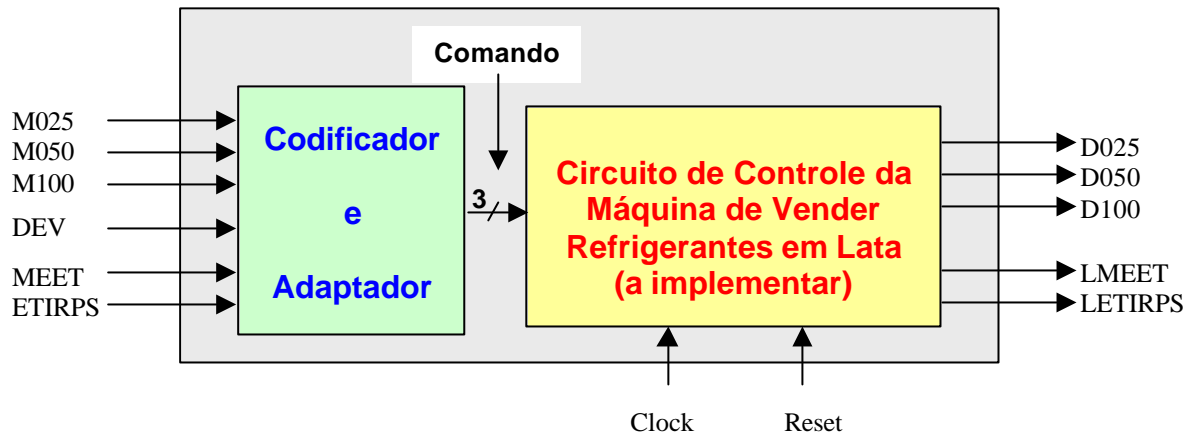 Comando
M025
M050
M100
DEV
MEET
ETIRPS
Codificador
e
Adaptador
3
Circuito de Controle da
Máquina de Vender
Refrigerantes em Lata
(a implementar)
D025
D050
D100
LMEET
LETIRPS
Clock
Reset